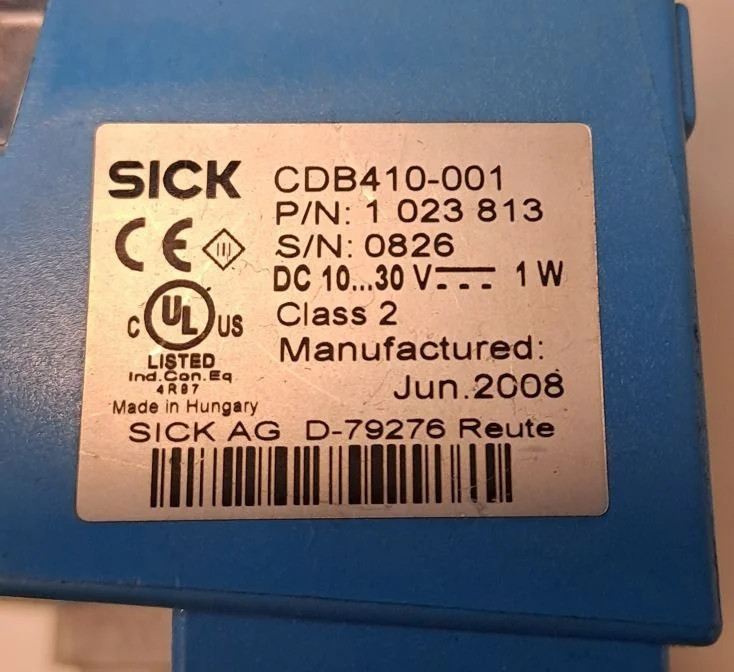 SICK
CDB410-001
P/N: 1 023 813
CE
S/N: 0826
DC 10...30 V 1 W
C UL US
LISTED
Ind.Con.Eq
4R87
Class 2
Manufactured:
Jun.2008
Made in Hungary
SICK AG D-79276 Reute